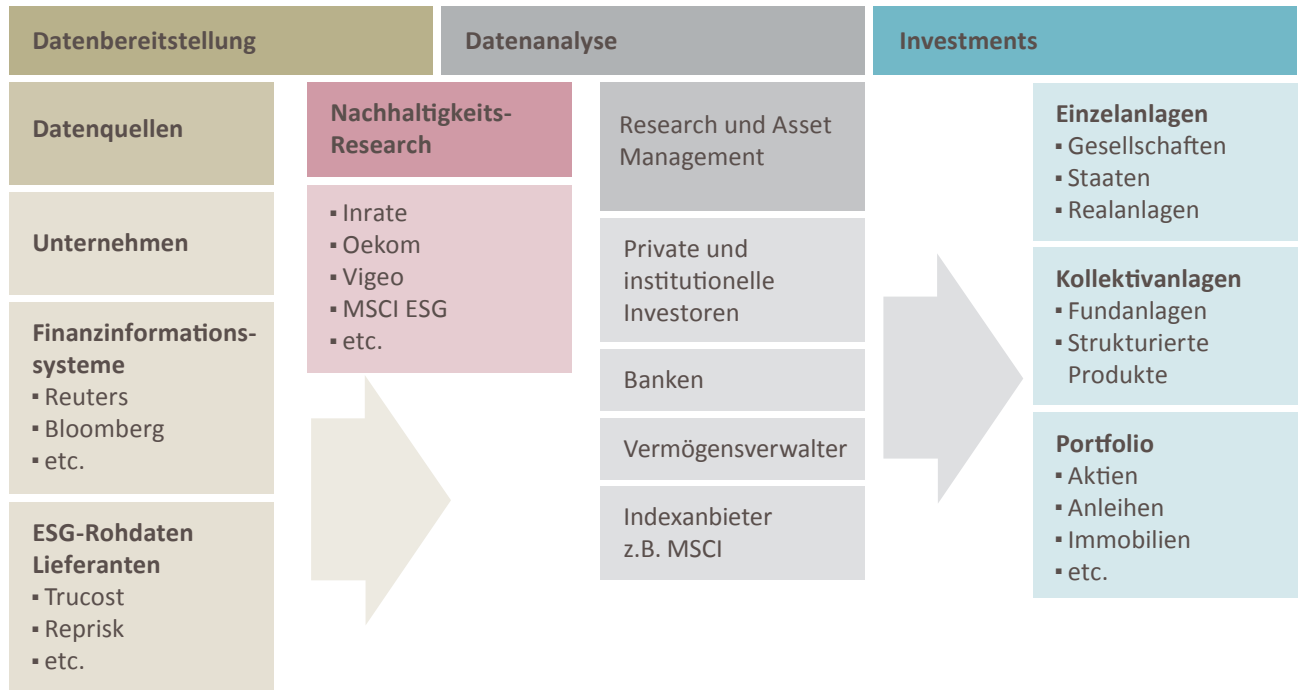 Datenbereitstellung
Datenanalyse
Investments
Datenquellen
Unternehmen
Finanzinformations-
systeme
▪ Reuters
▪ Bloomberg
▪ etc.
ESG-Rohdaten
Lieferanten
▪ Trucost
▪ Reprisk
▪ etc.
Nachhaltigkeits-
Research
▪ Inrate
▪ Oekom
▪ Vigeo
▪ MSCI ESG
▪ etc.
Research und Asset
Management
Private und
institutionelle
Investoren
Banken
Vermögensverwalter
Indexanbieter
z.B. MSCI
Einzelanlagen
▪ Gesellschaften
▪ Staaten
▪ Realanlagen
Kollektivanlagen
▪ Fundanlagen
▪ Strukturierte
Produkte
Portfolio
▪ Aktien
▪ Anleihen
▪ Immobilien
▪ etc.